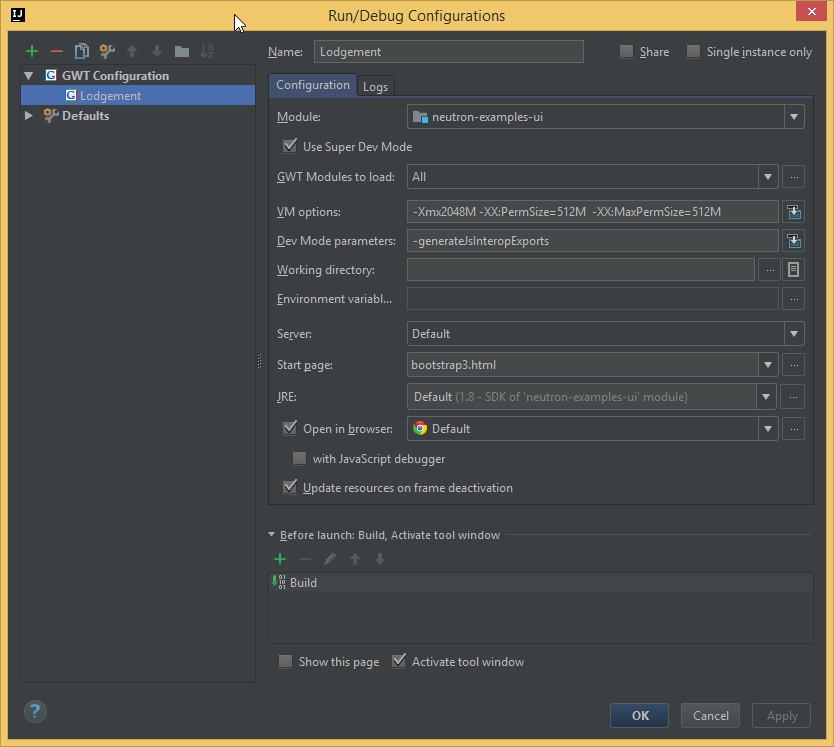 IJ
Run/Debug Configurations
Name: Lodgement
Share
Single instance only
GWT Configuration
Lodgement
Defaults
Configuration Logs
Module: neutron-examples-ui
Use Super Dev Mode
GWT Modules to load: All ...
VM options: -Xmx2048M -XX:PermSize=512M -XX:MaxPermSize=512M
Dev Mode parameters: -generateJsInteropExports
Working directory: ...
Environment variabl... ...
Server: Default
Start page: bootstrap3.html ...
JRE: Default (1.8 - SDK of 'neutron-examples-ui' module) ...
Open in browser: Default ...
with JavaScript debugger
Update resources on frame deactivation
Before launch: Build, Activate tool window
Build
Show this page Activate tool window
? OK Cancel Apply